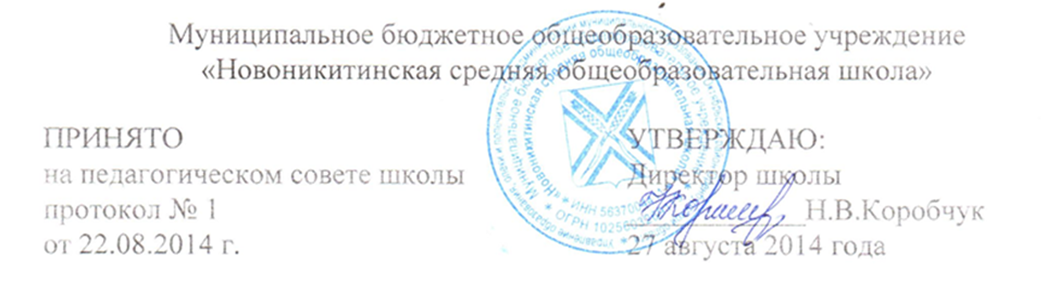 Муниципальное бюджетное общеобразовательное учреждение
«Новоникитинская средняя общеобразовательная школа»
ПРИНЯТО
на педагогическом совете школы
протокол № 1
от 22.08.2014 г.
УТВЕРЖДАЮ:
Директор школы
Н.В.Коробчук
27 августа 2014 года